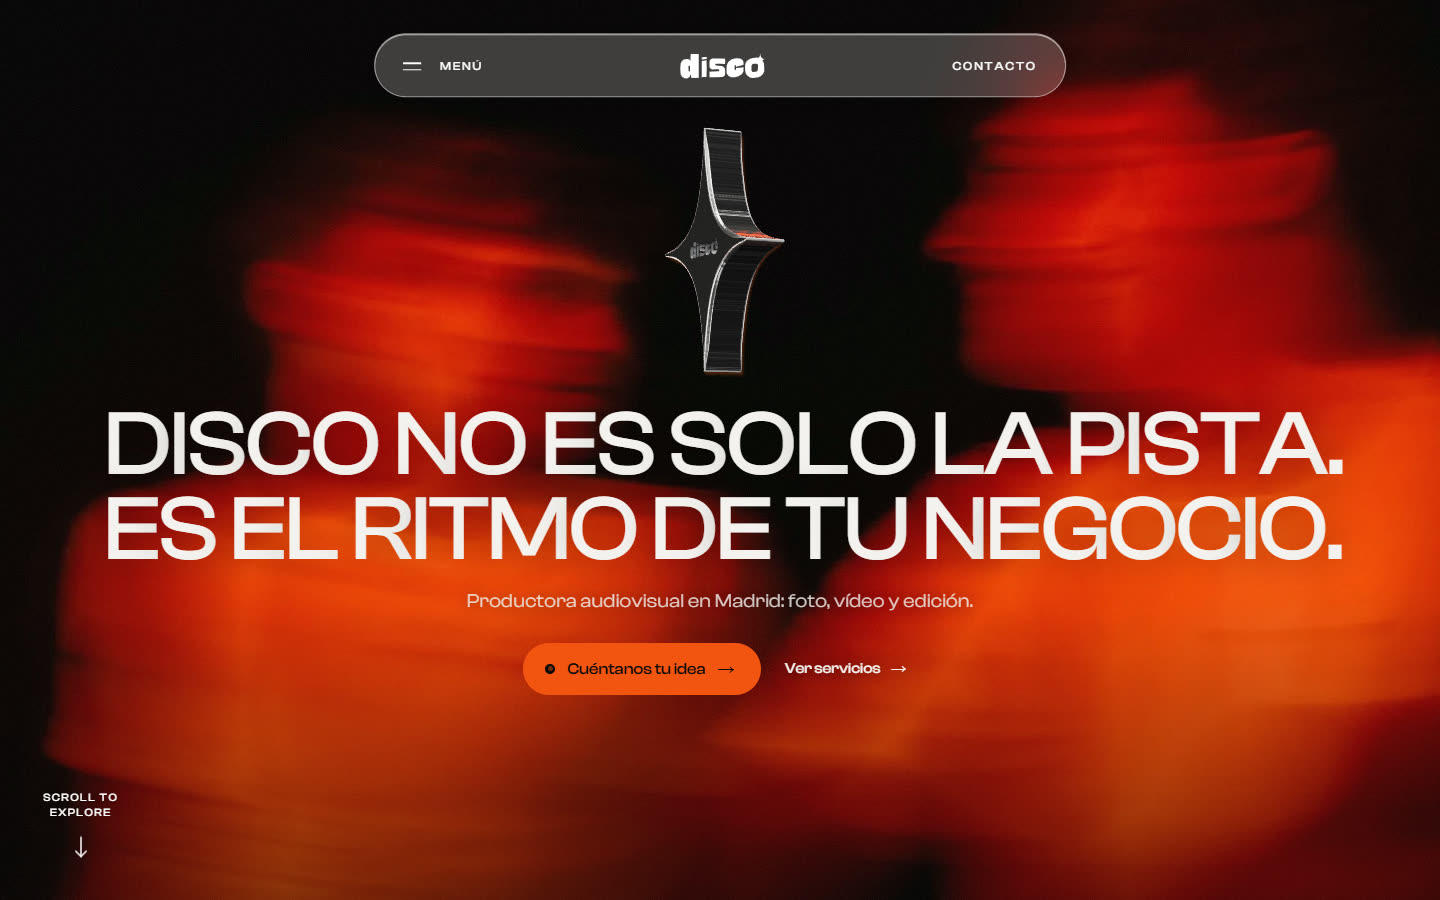 MENÚ
disco
CONTACTO
disco
DISCO NO ES SOLO LA PISTA.
ES EL RITMO DE TU NEGOCIO.
Productora audiovisual en Madrid: foto, vídeo y edición.
Cuéntanos tu idea →
Ver servicios →
SCROLL TO
EXPLORE
↓